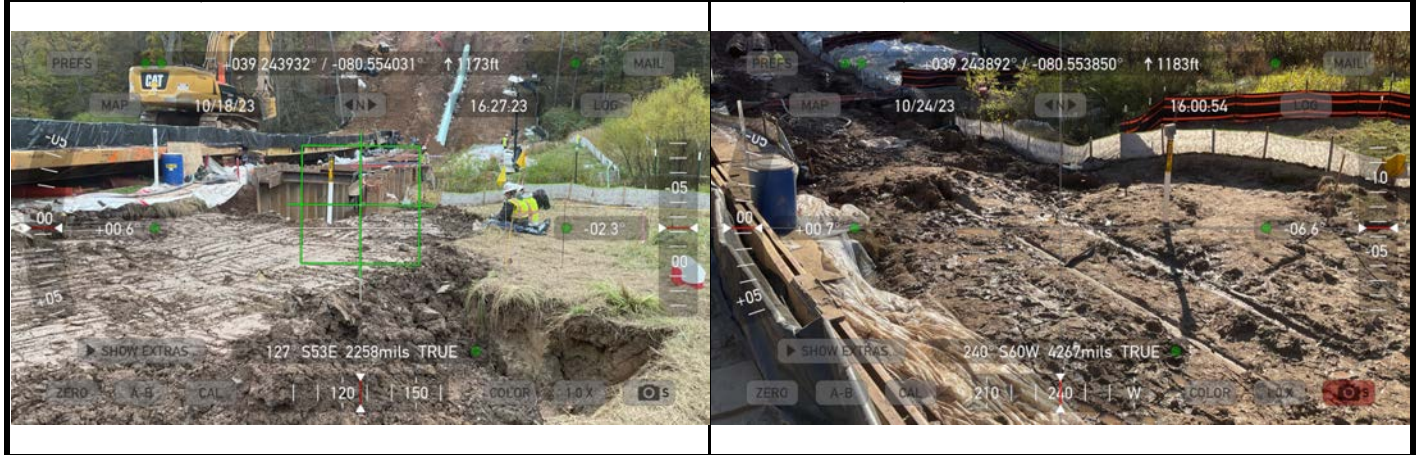 PREFS
+039.243932° / -080.554031° ↑ 1173ft
MAIL
CAT
MAP
10/18/23
N
16:27:23
LOG
-05
-05
00
+00.6
-02.3°
00
+05
SHOW EXTRAS
127 S53E 2258mils TRUE
ZERO
A-B
CAL
120
150
COLOR
1.0 X
S
PREFS
+039.243892° / -080.553850° ↑ 1183ft
MAIL
MAP
10/24/23
N
16:00:54
LOG
-05
-10
00
+00.7
-06.6
-05
+05
SHOW EXTRAS
240° S60W 4267mils TRUE
ZERO
A-B
CAL
210
240
W
COLOR
1.0 X
S